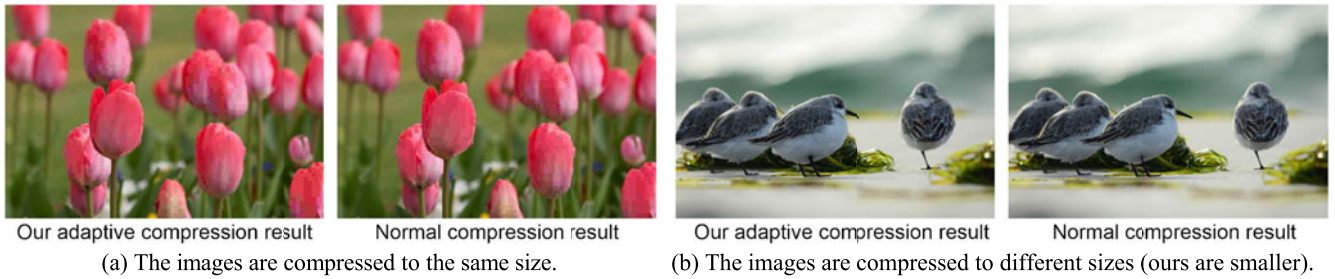 Our adaptive compression result
Normal compression result
Our adaptive compression result
Normal compression result
(a) The images are compressed to the same size.
(b) The images are compressed to different sizes (ours are smaller).